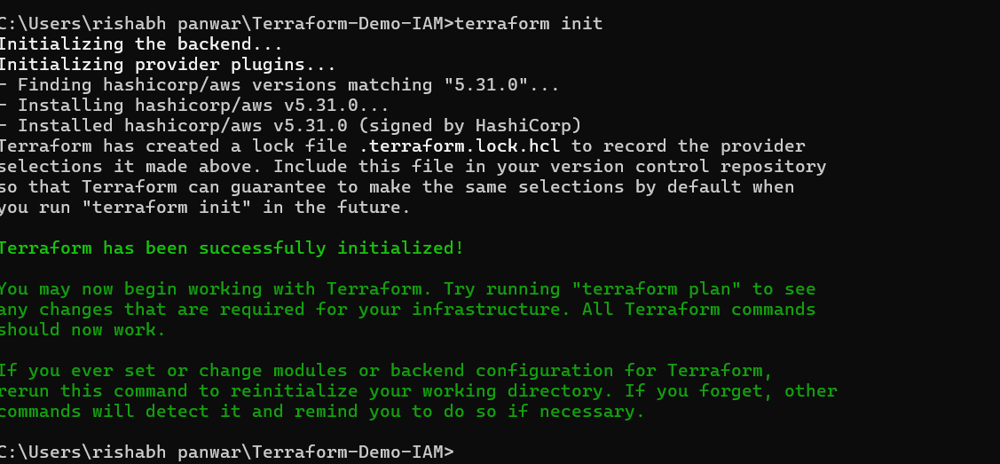 C:\Users\rishabh panwar\Terraform-Demo-IAM>terraform init
Initializing the backend...
Initializing provider plugins...
- Finding hashicorp/aws versions matching "5.31.0"...
- Installing hashicorp/aws v5.31.0...
- Installed hashicorp/aws v5.31.0 (signed by HashiCorp)
Terraform has created a lock file .terraform.lock.hcl to record the provider
selections it made above. Include this file in your version control repository
so that Terraform can guarantee to make the same selections by default when
you run "terraform init" in the future.
Terraform has been successfully initialized!
You may now begin working with Terraform. Try running "terraform plan" to see
any changes that are required for your infrastructure. All Terraform commands
should now work.
If you ever set or change modules or backend configuration for Terraform,
rerun this command to reinitialize your working directory. If you forget, other
commands will detect it and remind you to do so if necessary.
C:\Users\rishabh panwar\Terraform-Demo-IAM>